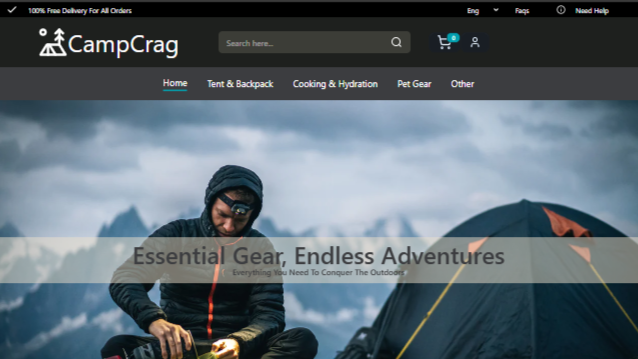 100% Free Delivery For All Orders
Eng
Faqs
Need Help
CampCrag
Search here...
0
Home
Tent & Backpack
Cooking & Hydration
Pet Gear
Other
Essential Gear, Endless Adventures
Everything You Need To Conquer The Outdoors